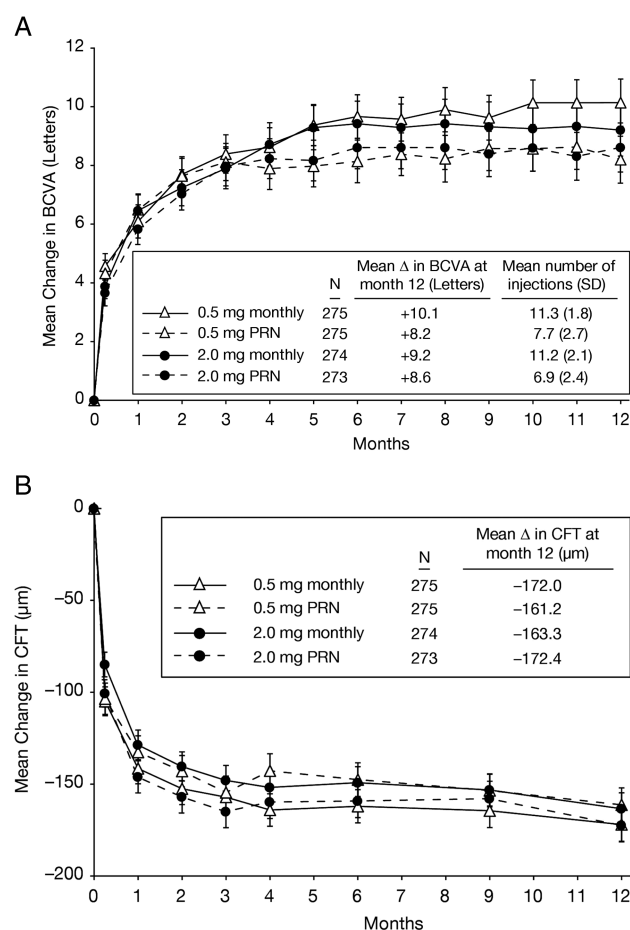 A
12
10
8
6
4
2
0
Mean Change in BCVA (Letters)
N
Mean Δ in BCVA at
month 12 (Letters)
Mean number of
injections (SD)
0.5 mg monthly 275 +10.1 11.3 (1.8)
0.5 mg PRN 275 +8.2 7.7 (2.7)
2.0 mg monthly 274 +9.2 11.2 (2.1)
2.0 mg PRN 273 +8.6 6.9 (2.4)
0 1 2 3 4 5 6 7 8 9 10 11 12
Months
B
0
−50
−100
−150
−200
Mean Change in CFT (µm)
N
Mean Δ in CFT at
month 12 (µm)
0.5 mg monthly 275 −172.0
0.5 mg PRN 275 −161.2
2.0 mg monthly 274 −163.3
2.0 mg PRN 273 −172.4
0 1 2 3 4 5 6 7 8 9 10 11 12
Months